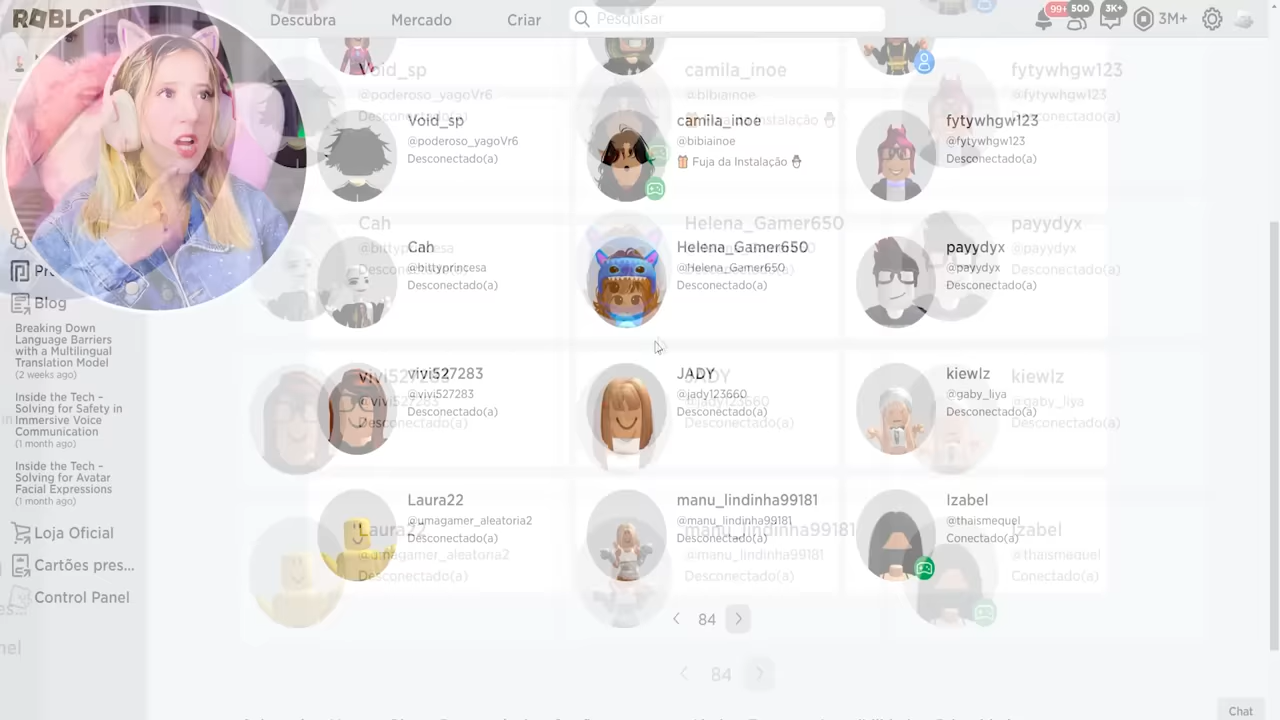 ROBLOX
Descubra
Mercado
Criar
Pesquisar
99+
500
3K+
3M+
Void_sp
@poderoso_yagoVr6
Desconectado(a)
camila_inoe
@bibiainoe
Fuja da Instalação
fytywhgw123
@fytywhgw123
Desconectado(a)
Cah
@bittyprincesa
Desconectado(a)
Helena_Gamer650
@Helena_Gamer650
Desconectado(a)
payydyx
@payydyx
Desconectado(a)
vivi527283
@vivi527283
Desconectado(a)
JADY
@jady123660
Desconectado(a)
kiewlz
@gaby_liya
Desconectado(a)
Laura22
@umagamer_aleatoria2
Desconectado(a)
manu_lindinha99181
@manu_lindinha99181
Desconectado(a)
Izabel
@thaismequel
Conectado(a)
84
84
Blog
Breaking Down
Language Barriers
with a Multilingual
Translation Model
(2 weeks ago)
Inside the Tech –
Solving for Safety in
Immersive Voice
Communication
(1 month ago)
Inside the Tech –
Solving for Avatar
Facial Expressions
(1 month ago)
Loja Oficial
Cartões pres...
Control Panel
Chat